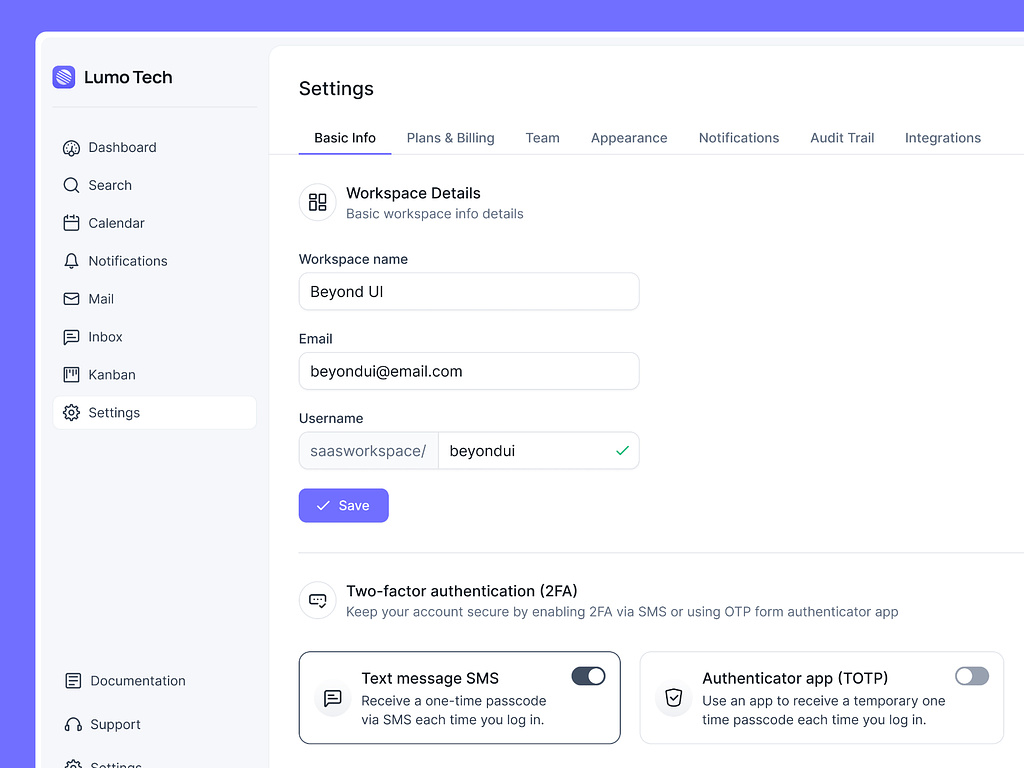 Lumo Tech
Dashboard
Search
Calendar
Notifications
Mail
Inbox
Kanban
Settings
Documentation
Support
Settings
Settings
Basic Info
Plans & Billing
Team
Appearance
Notifications
Audit Trail
Integrations
Workspace Details
Basic workspace info details
Workspace name
Beyond UI
Email
beyondui@email.com
Username
saasworkspace/ beyondui
Save
Two-factor authentication (2FA)
Keep your account secure by enabling 2FA via SMS or using OTP form authenticator app
Text message SMS
Receive a one-time passcode
via SMS each time you log in.
Authenticator app (TOTP)
Use an app to receive a temporary one
time passcode each time you log in.